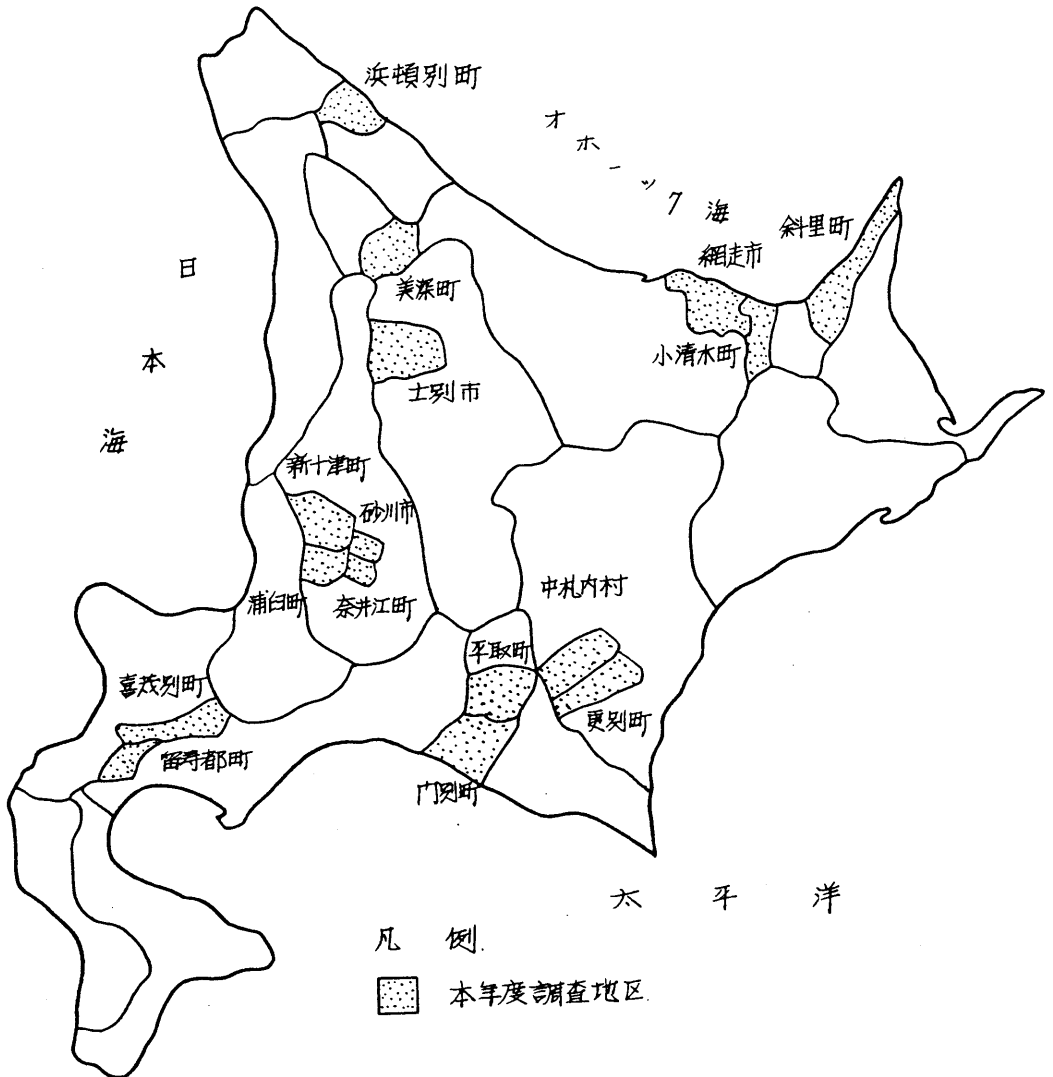 浜頓別町
オホーツク海
斜里町
網走市
日本海
美深町
小清水町
士別市
新十津町
砂川市
中札内村
浦臼町
奈井江町
平取町
喜茂別町
更別町
留寿都町
门别町
太平洋
凡例.
本年度調査地区